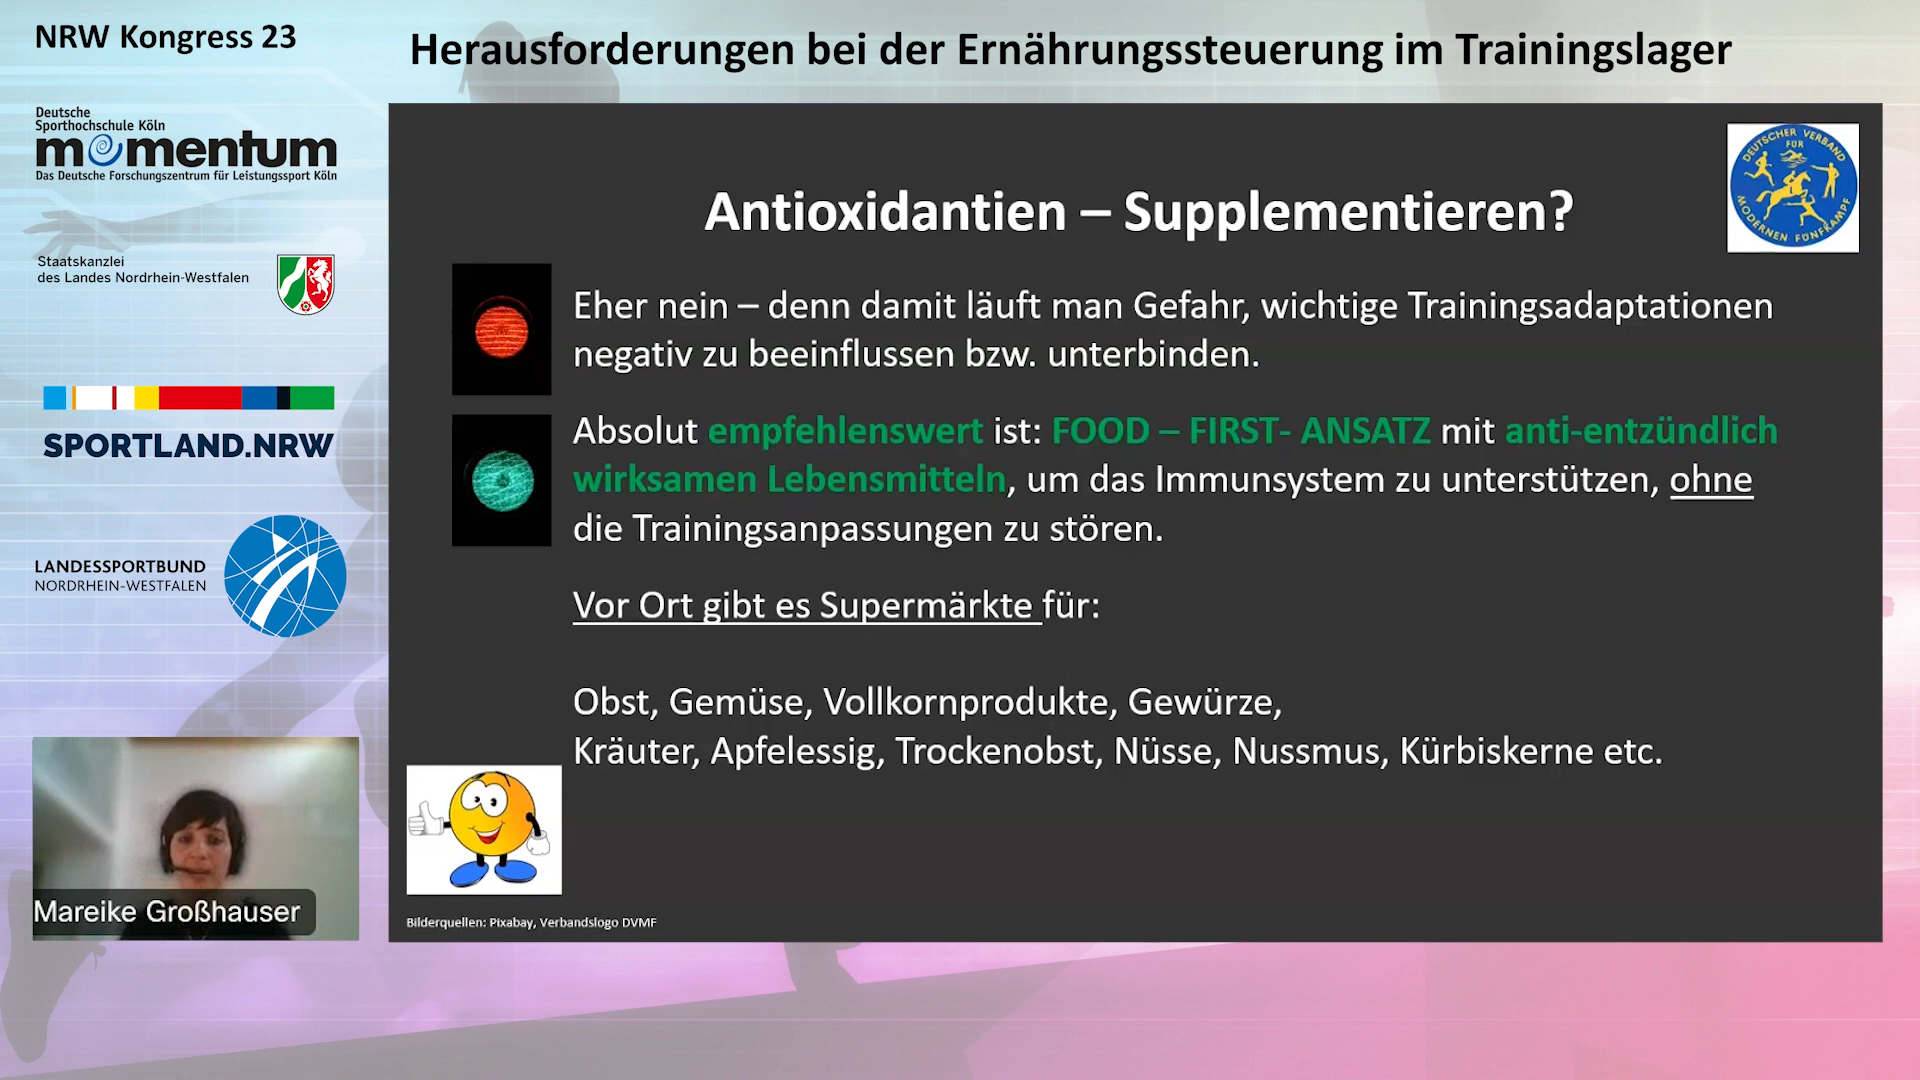 NRW Kongress 23
Herausforderungen bei der Ernährungssteuerung im Trainingslager
Deutsche
Sporthochschule Köln
momentum
Das Deutsche Forschungszentrum für Leistungssport Köln
Staatskanzlei
des Landes Nordrhein-Westfalen
SPORTLAND.NRW
LANDESSPORTBUND
NORDRHEIN-WESTFALEN
Mareike Großhauser
DEUTSCHER VERBAND
FÜR
MODERNEN FÜNFKAMPF
Antioxidantien – Supplementieren?
Eher nein – denn damit läuft man Gefahr, wichtige Trainingsadaptationen
negativ zu beeinflussen bzw. unterbinden.
Absolut empfehlenswert ist: FOOD – FIRST- ANSATZ mit anti-entzündlich
wirksamen Lebensmitteln, um das Immunsystem zu unterstützen, ohne
die Trainingsanpassungen zu stören.
Vor Ort gibt es Supermärkte für:
Obst, Gemüse, Vollkornprodukte, Gewürze,
Kräuter, Apfelessig, Trockenobst, Nüsse, Nussmus, Kürbiskerne etc.
Bilderquellen: Pixabay, Verbandslogo DVMF